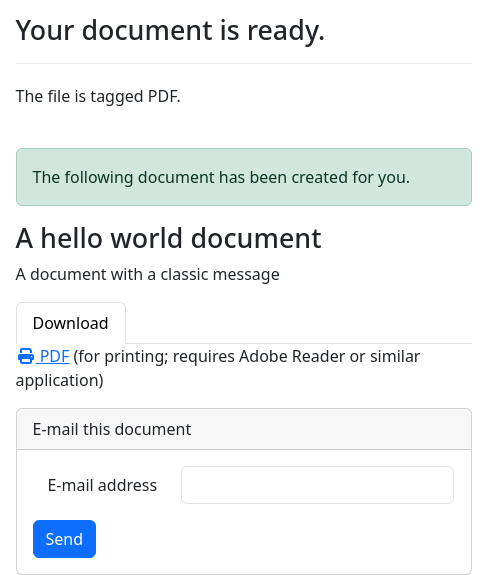 Your document is ready.
The file is tagged PDF.
The following document has been created for you.
A hello world document
A document with a classic message
Download
PDF (for printing; requires Adobe Reader or similar
application)
E-mail this document
E-mail address
Send